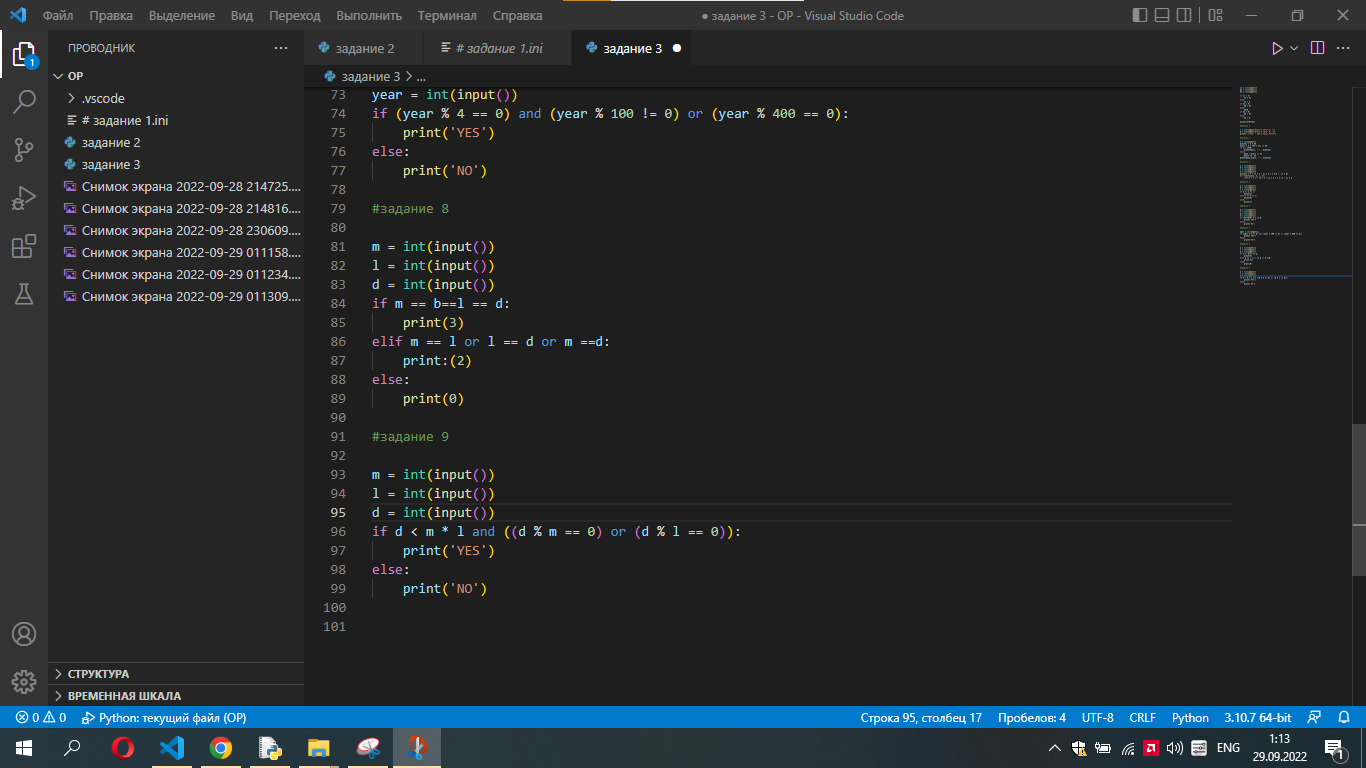 Файл Правка Выделение Вид Переход Выполнить Терминал Справка ● задание 3 - OP - Visual Studio Code
ПРОВОДНИК ···
OP
.vscode
# задание 1.ini
задание 2
задание 3
Снимок экрана 2022-09-28 214725....
Снимок экрана 2022-09-28 214816....
Снимок экрана 2022-09-28 230609....
Снимок экрана 2022-09-29 011158....
Снимок экрана 2022-09-29 011234....
Снимок экрана 2022-09-29 011309....
СТРУКТУРА
ВРЕМЕННАЯ ШКАЛА
1
задание 2 # задание 1.ini задание 3 ●
задание 3 > ...
73 year = int(input())
74 if (year % 4 == 0) and (year % 100 != 0) or (year % 400 == 0):
75     print('YES')
76 else:
77     print('NO')
78
79 #задание 8
80
81 m = int(input())
82 l = int(input())
83 d = int(input())
84 if m == b==l == d:
85     print(3)
86 elif m == l or l == d or m ==d:
87     print:(2)
88 else:
89     print(0)
90
91 #задание 9
92
93 m = int(input())
94 l = int(input())
95 d = int(input())
96 if d < m * l and ((d % m == 0) or (d % l == 0)):
97     print('YES')
98 else:
99     print('NO')
100
101
0 0 Python: текущий файл (OP) Строка 95, столбец 17 Пробелов: 4 UTF-8 CRLF Python 3.10.7 64-bit
ENG 1:13
29.09.2022 1